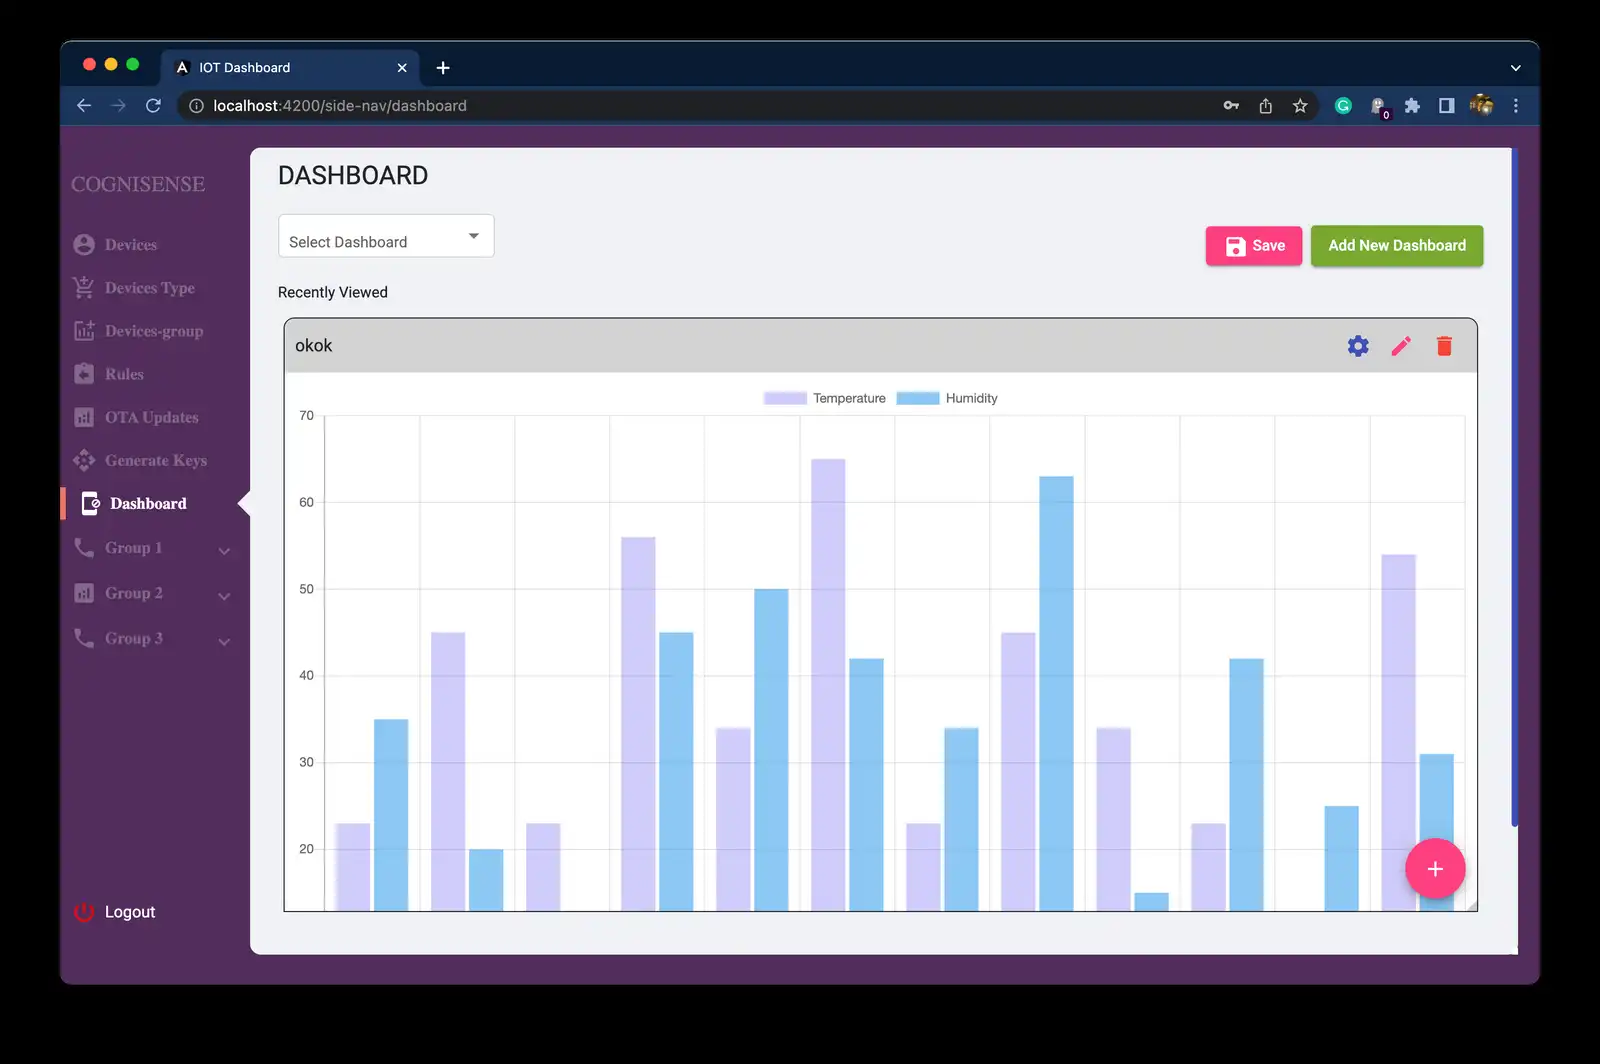 IOT Dashboard
localhost:4200/side-nav/dashboard
0
COGNISENSE
Devices
Devices Type
Devices-group
Rules
OTA Updates
Generate Keys
Dashboard
Group 1
Group 2
Group 3
Logout
DASHBOARD
Select Dashboard
Save
Add New Dashboard
Recently Viewed
okok
Temperature Humidity
70
60
50
40
30
20